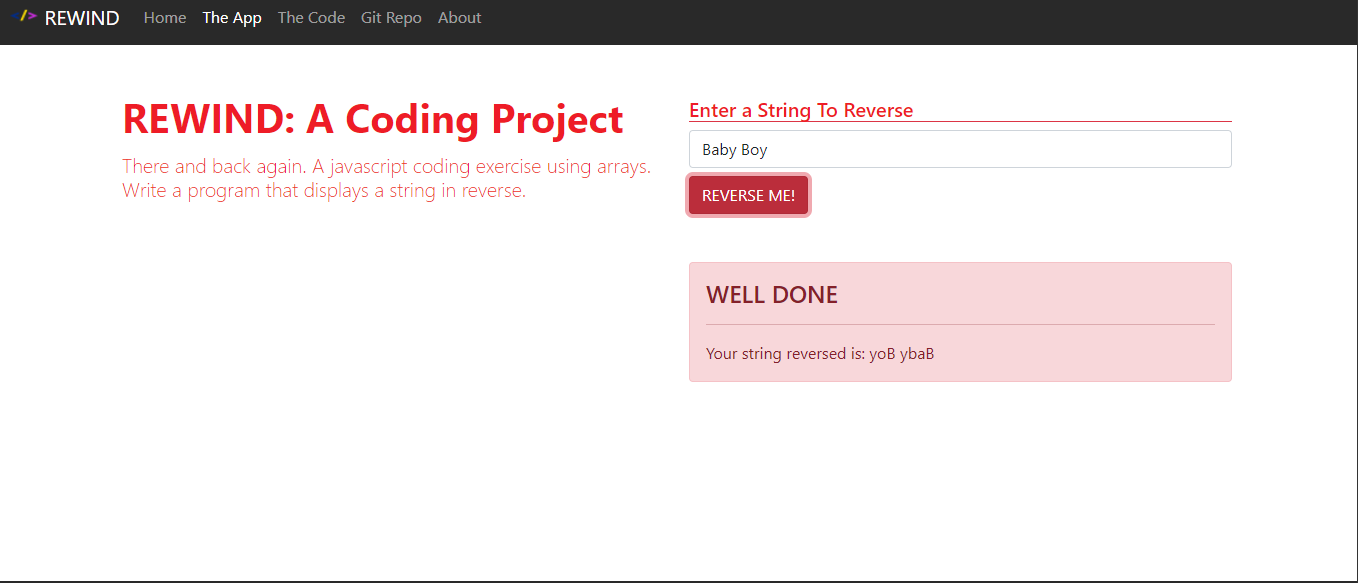 REWIND Home The App The Code Git Repo About
REWIND: A Coding Project
There and back again. A javascript coding exercise using arrays.
Write a program that displays a string in reverse.
Enter a String To Reverse
Baby Boy
REVERSE ME!
WELL DONE
Your string reversed is: yoB ybaB